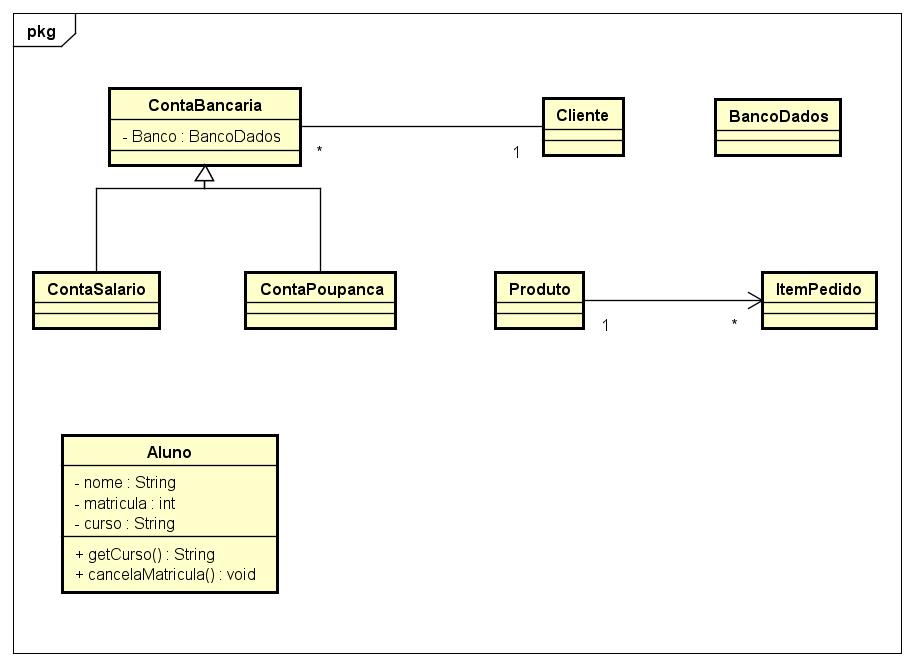 pkg
ContaBancaria
- Banco : BancoDados
*
1
Cliente
BancoDados
ContaSalario
ContaPoupanca
Produto
1
*
ItemPedido
Aluno
- nome : String
- matricula : int
- curso : String
+ getCurso() : String
+ cancelaMatricula() : void